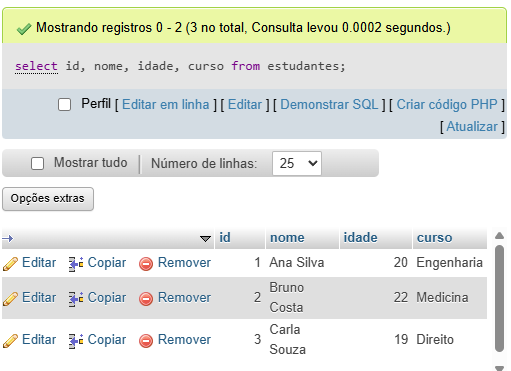 Mostrando registros 0 - 2 (3 no total, Consulta levou 0.0002 segundos.)
select id, nome, idade, curso from estudantes;
Perfil [ Editar em linha ] [ Editar ] [ Demonstrar SQL ] [ Criar código PHP ]
[ Atualizar ]
Mostrar tudo Número de linhas: 25
Opções extras
id nome idade curso
Editar Copiar Remover 1 Ana Silva 20 Engenharia
Editar Copiar Remover 2 Bruno Costa 22 Medicina
Editar Copiar Remover 3 Carla Souza 19 Direito